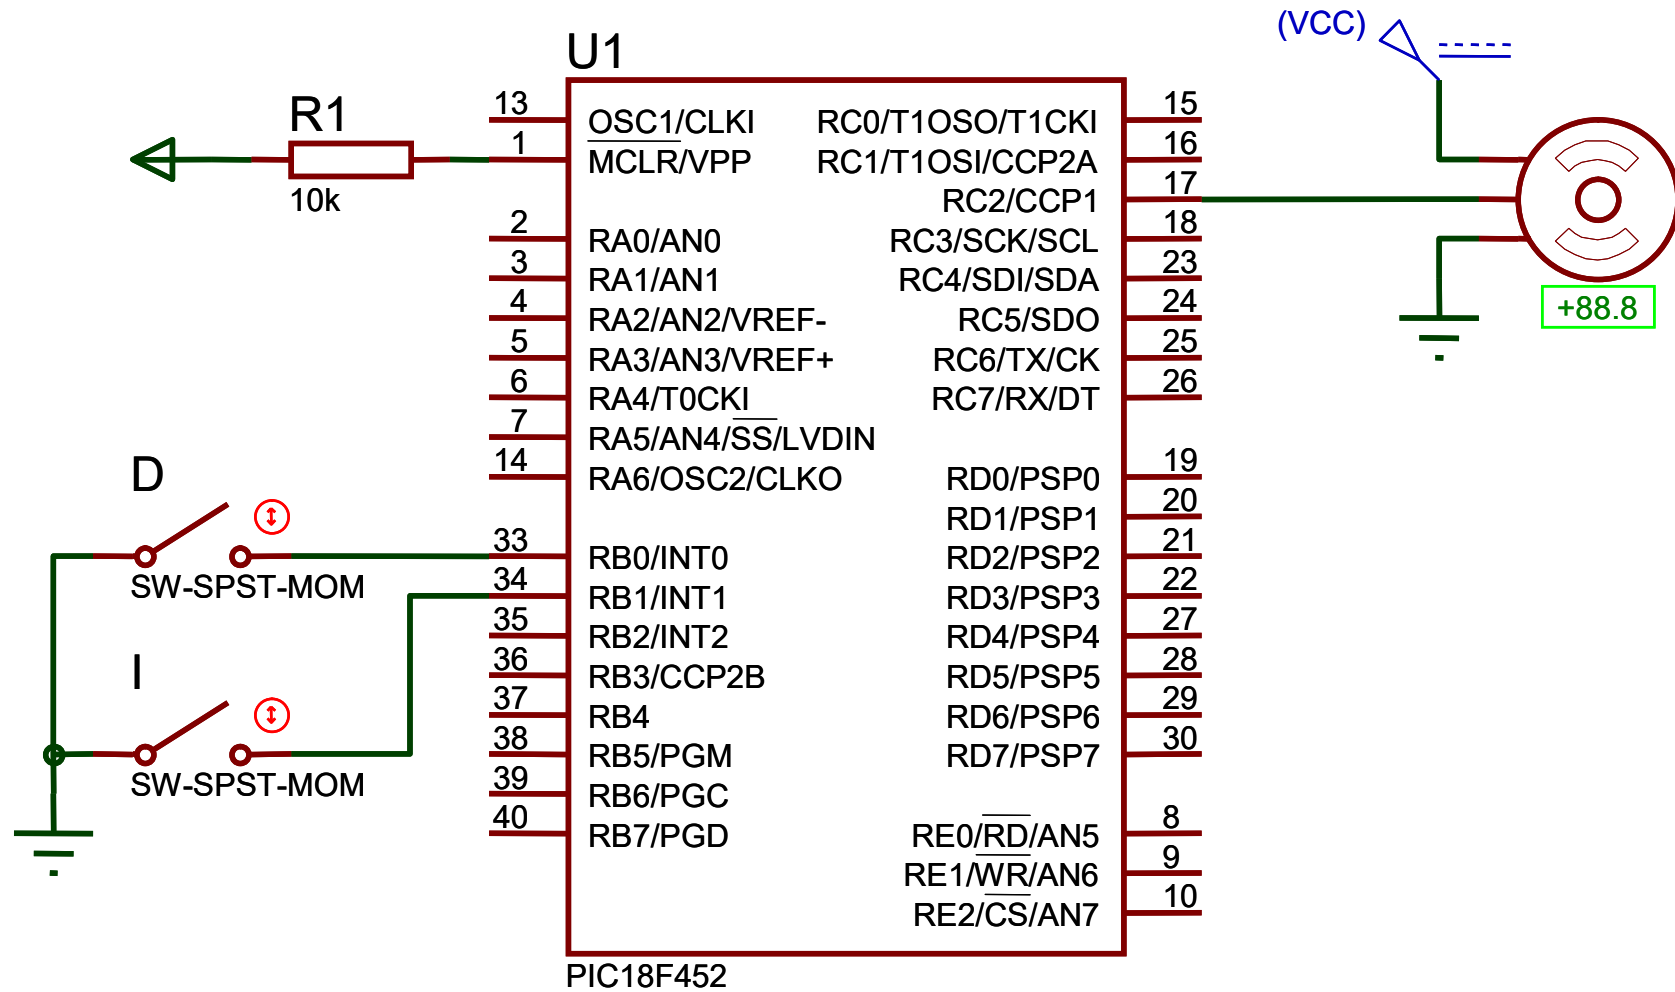 (VCC)
U1
R1
10k
13
OSC1/CLKI
1
MCLR/VPP
2
RA0/AN0
3
RA1/AN1
4
RA2/AN2/VREF-
5
RA3/AN3/VREF+
6
RA4/T0CKI
7
RA5/AN4/SS/LVDIN
14
RA6/OSC2/CLKO
33
RB0/INT0
34
RB1/INT1
35
RB2/INT2
36
RB3/CCP2B
37
RB4
38
RB5/PGM
39
RB6/PGC
40
RB7/PGD
15
RC0/T1OSO/T1CKI
16
RC1/T1OSI/CCP2A
17
RC2/CCP1
18
RC3/SCK/SCL
23
RC4/SDI/SDA
24
RC5/SDO
25
RC6/TX/CK
26
RC7/RX/DT
19
RD0/PSP0
20
RD1/PSP1
21
RD2/PSP2
22
RD3/PSP3
27
RD4/PSP4
28
RD5/PSP5
29
RD6/PSP6
30
RD7/PSP7
8
RE0/RD/AN5
9
RE1/WR/AN6
10
RE2/CS/AN7
PIC18F452
D
SW-SPST-MOM
I
SW-SPST-MOM
+88.8